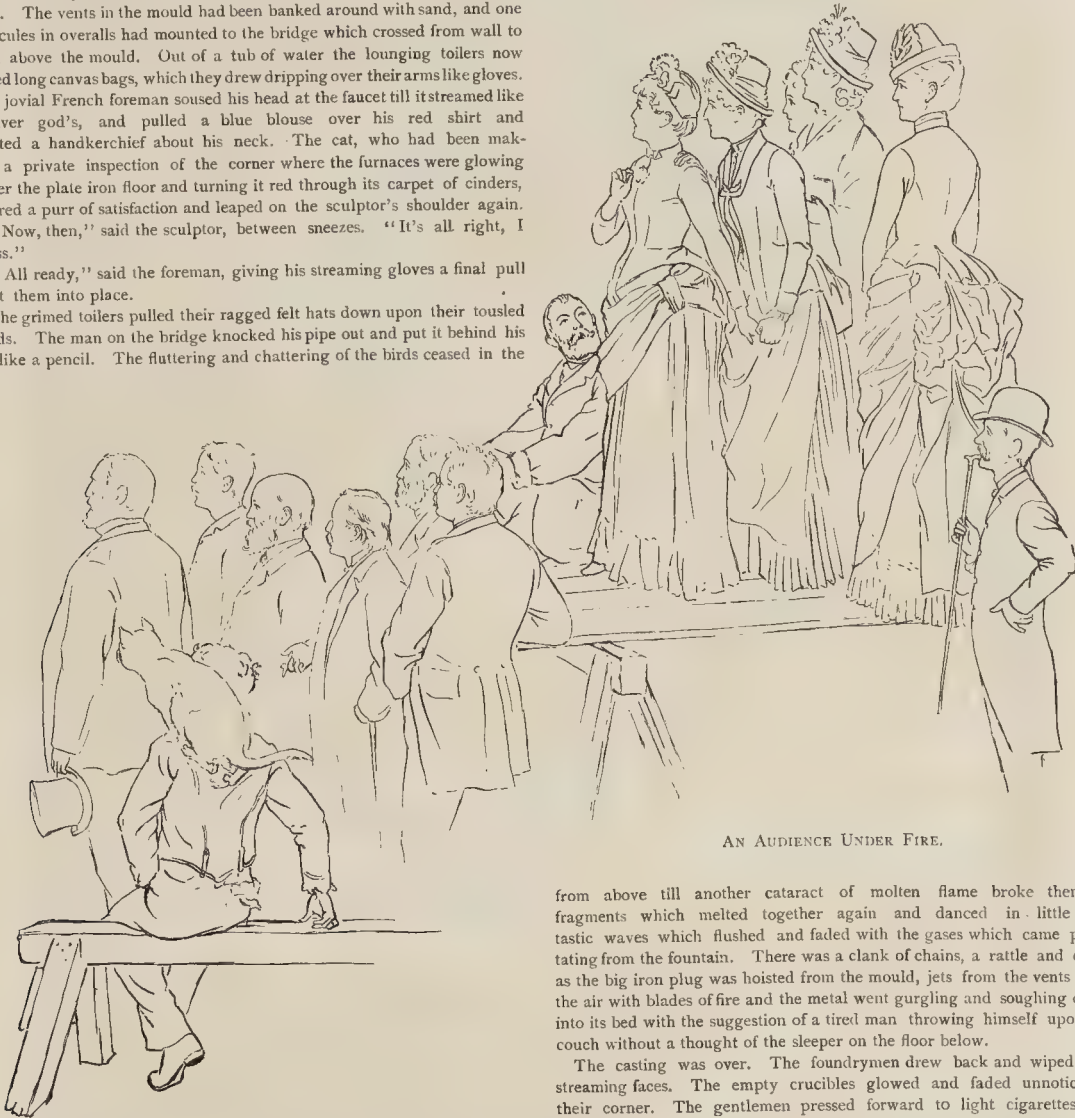 . The vents in the mould had been banked around with sand, and one
cules in overalls had mounted to the bridge which crossed from wall to
above the mould. Out of a tub of water the lounging toilers now
ed long canvas bags, which they drew dripping over their arms like gloves.
jovial French foreman soused his head at the faucet till it streamed like
ver god's, and pulled a blue blouse over his red shirt and
ted a handkerchief about his neck. The cat, who had been mak-
a private inspection of the corner where the furnaces were glowing
er the plate iron floor and turning it red through its carpet of cinders,
red a purr of satisfaction and leaped on the sculptor's shoulder again.
Now, then," said the sculptor, between sneezes. "It's all right, I
ss."
All ready," said the foreman, giving his streaming gloves a final pull
t them into place.
he grimed toilers pulled their ragged felt hats down upon their tousled
ds. The man on the bridge knocked his pipe out and put it behind his
like a pencil. The fluttering and chattering of the birds ceased in the
AN AUDIENCE UNDER FIRE.
from above till another cataract of molten flame broke ther
fragments which melted together again and danced in little
tastic waves which flushed and faded with the gases which came p
tating from the fountain. There was a clank of chains, a rattle and
as the big iron plug was hoisted from the mould, jets from the vents
the air with blades of fire and the metal went gurgling and soughing
into its bed with the suggestion of a tired man throwing himself upo
couch without a thought of the sleeper on the floor below.
The casting was over. The foundrymen drew back and wiped
streaming faces. The empty crucibles glowed and faded unnotic
their corner. The gentlemen pressed forward to light cigarettes